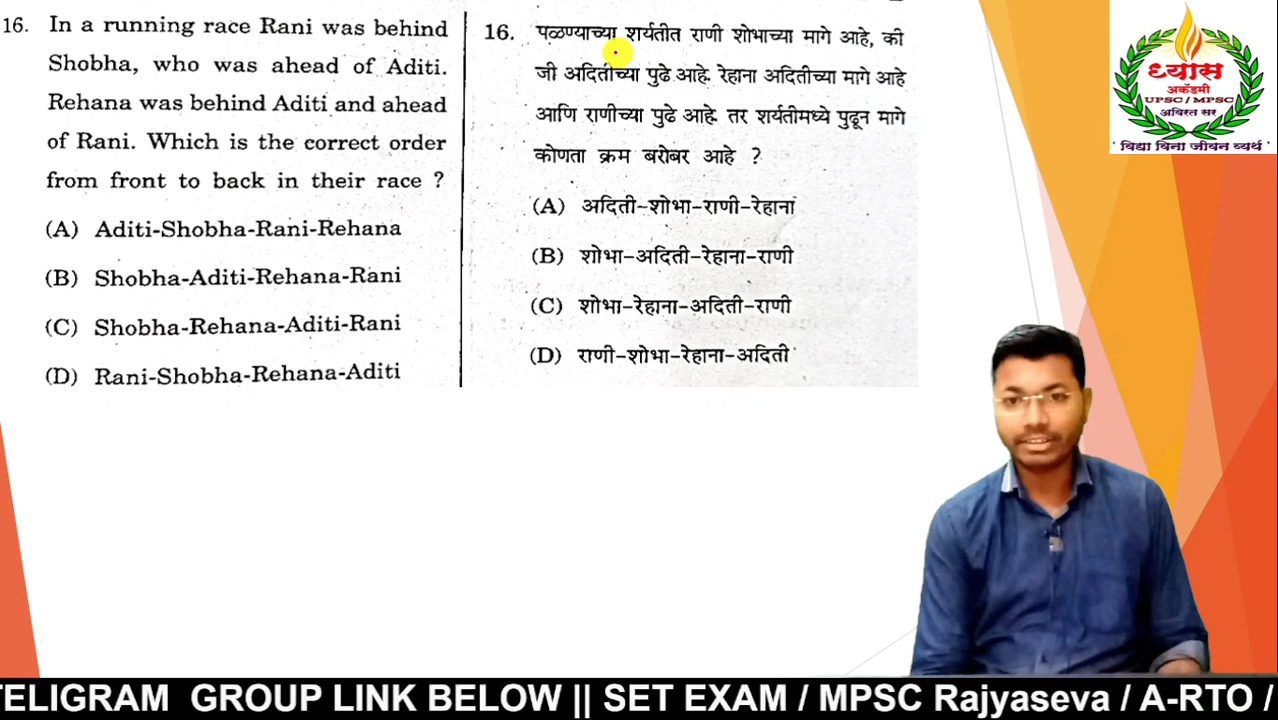 16. In a running race Rani was behind
Shobha, who was ahead of Aditi.
Rehana was behind Aditi and ahead
of Rani. Which is the correct order
from front to back in their race ?
(A) Aditi-Shobha-Rani-Rehana
(B) Shobha-Aditi-Rehana-Rani
(C) Shobha-Rehana-Aditi-Rani
(D) Rani-Shobha-Rehana-Aditi
16. पळण्याच्या शर्यतीत राणी शोभाच्या मागे आहे, की
जी अदितीच्या पुढे आहे. रेहाना अदितीच्या मागे आहे
आणि राणीच्या पुढे आहे. तर शर्यतीमध्ये पुढून मागे
कोणता क्रम बरोबर आहे ?
(A) अदिती-शोभा-राणी-रेहाना
(B) शोभा-अदिती-रेहाना-राणी
(C) शोभा-रेहाना-अदिती-राणी
(D) राणी-शोभा-रेहाना-अदिती
ध्यास
अकॅडमी
UPSC / MPSC
अविरत सर
' विद्या विना जीवन व्यर्थ '
TELIGRAM GROUP LINK BELOW || SET EXAM / MPSC Rajyaseva / A-RTO /